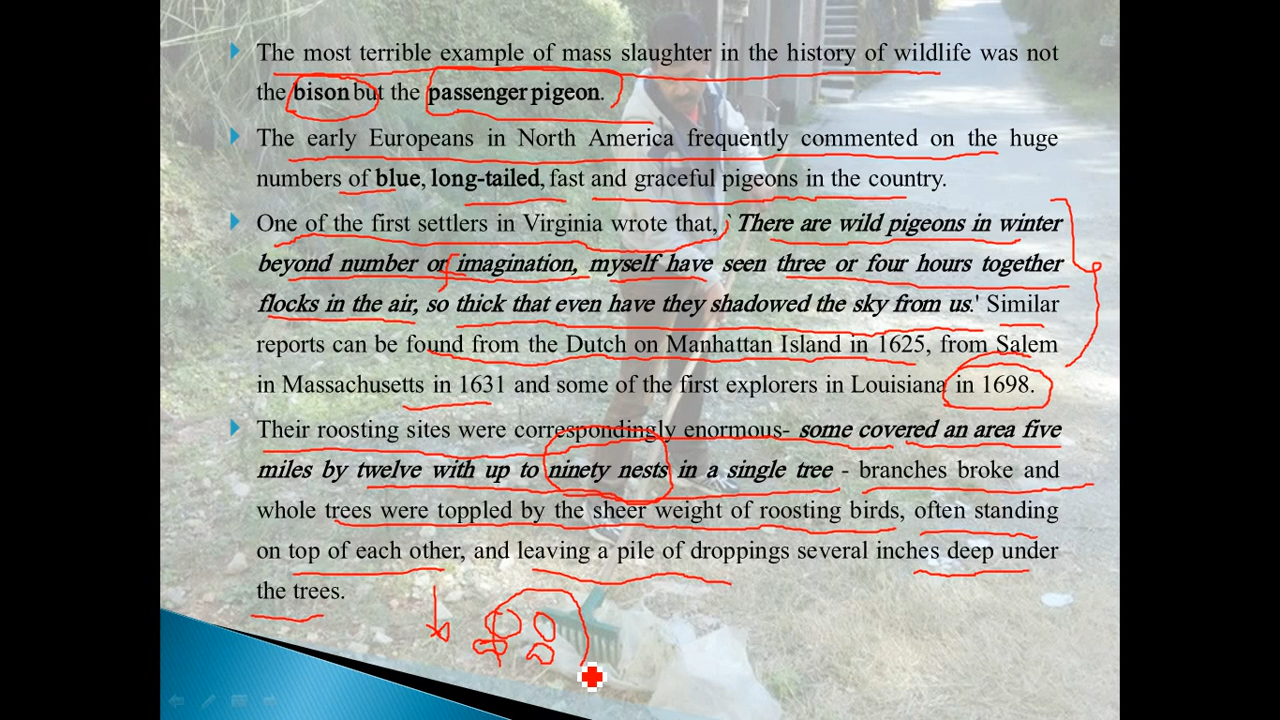 The most terrible example of mass slaughter in the history of wildlife was not
the bison but the passenger pigeon.
The early Europeans in North America frequently commented on the huge
numbers of blue, long-tailed, fast and graceful pigeons in the country.
One of the first settlers in Virginia wrote that, `There are wild pigeons in winter
beyond number or imagination, myself have seen three or four hours together
flocks in the air, so thick that even have they shadowed the sky from us.' Similar
reports can be found from the Dutch on Manhattan Island in 1625, from Salem
in Massachusetts in 1631 and some of the first explorers in Louisiana in 1698.
Their roosting sites were correspondingly enormous- some covered an area five
miles by twelve with up to ninety nests in a single tree - branches broke and
whole trees were toppled by the sheer weight of roosting birds, often standing
on top of each other, and leaving a pile of droppings several inches deep under
the trees.